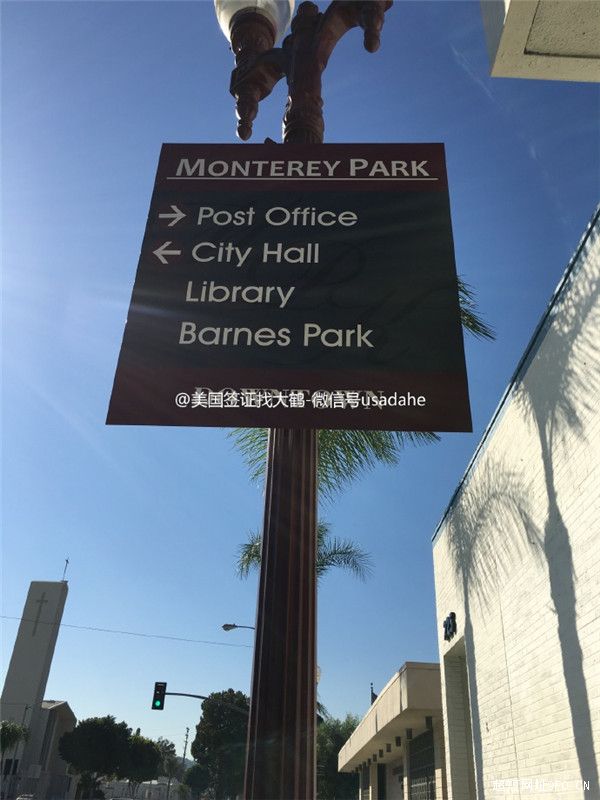 MONTEREY PARK
→ Post Office
← City Hall
Library
Barnes Park
DOWNTOWN
@美国签证找大鹤-微信号usadahe